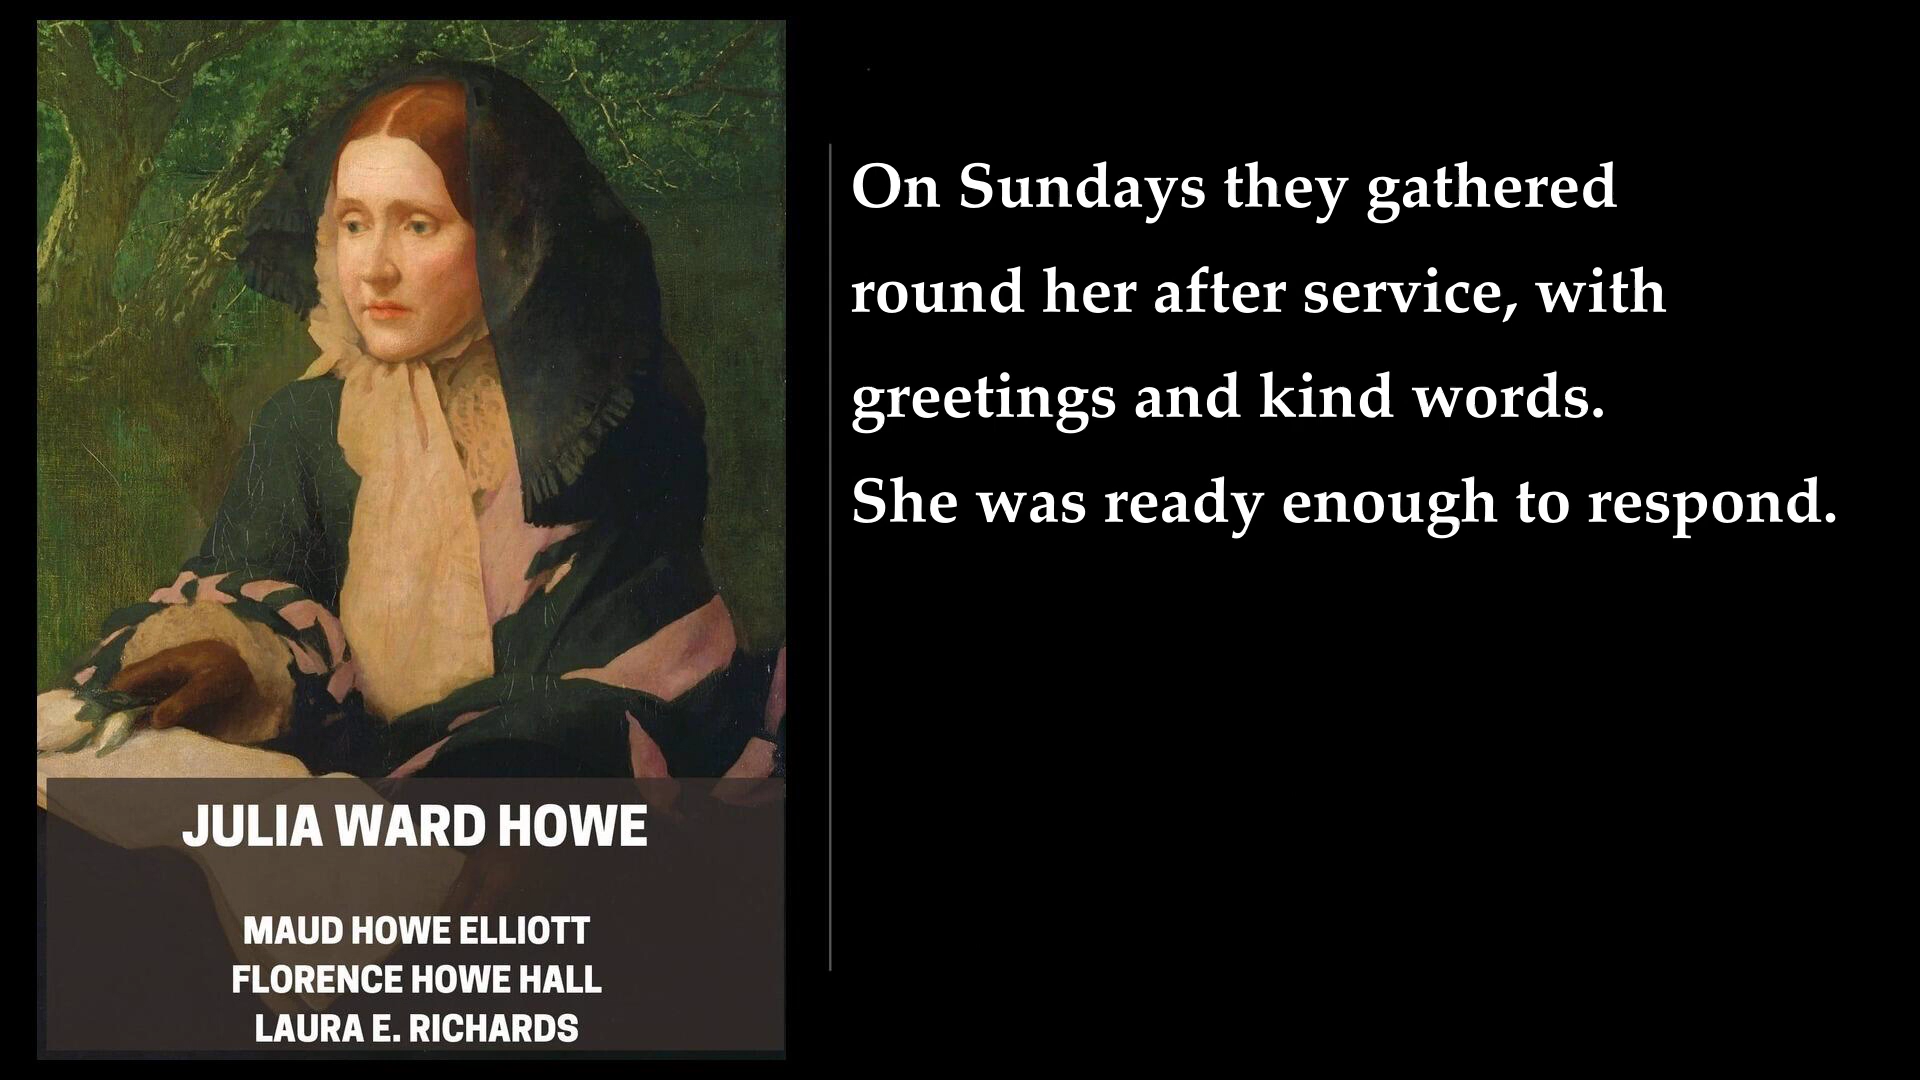 JULIA WARD HOWE
MAUD HOWE ELLIOTT
FLORENCE HOWE HALL
LAURA E. RICHARDS
On Sundays they gathered
round her after service, with
greetings and kind words.
She was ready enough to respond.